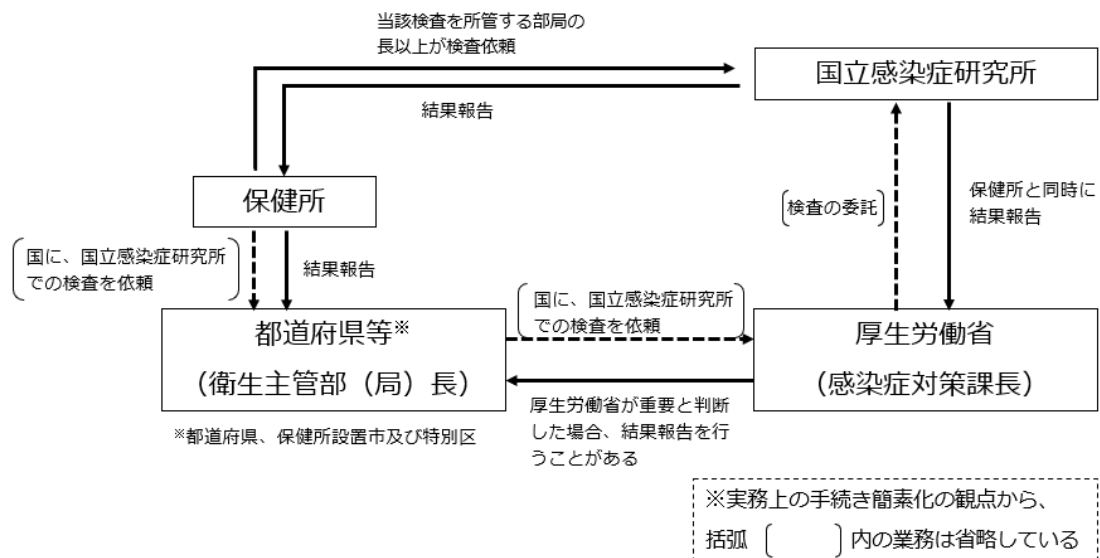 当該検査を所管する部局の
長以上が検査依頼
国立感染症研究所
結果報告
保健所
検査の委託
保健所と同時に
結果報告
国に、国立感染症研究所
での検査を依頼
結果報告
国に、国立感染症研究所
での検査を依頼
都道府県等※
(衛生主管部(局)長)
厚生労働省
(感染症対策課長)
※都道府県、保健所設置市及び特別区
厚生労働省が重要と判断
した場合、結果報告を行
うことがある
※実務上の手続き簡素化の観点から、
括弧〔 〕内の業務は省略している